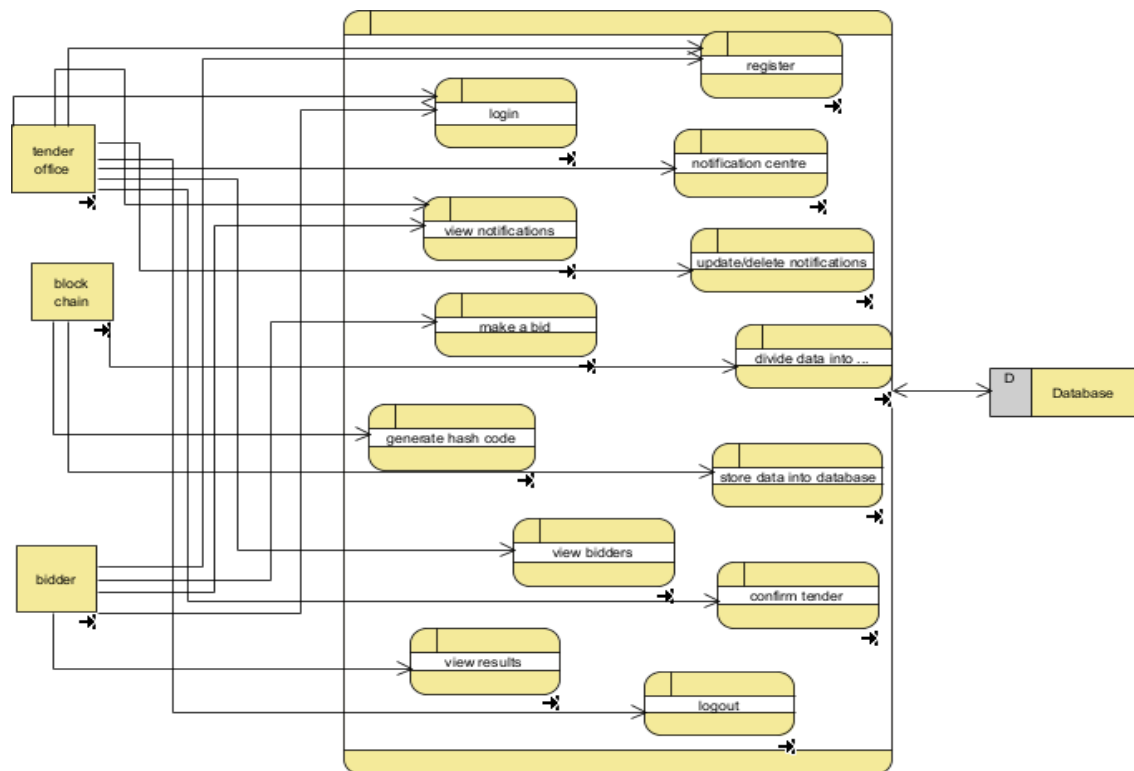 register
login
tender
office
notification centre
view notifications
update/delete notifications
block
chain
make a bid
divide data into ...
D
Database
generate hash code
store data into database
view bidders
bidder
confirm tender
view results
logout